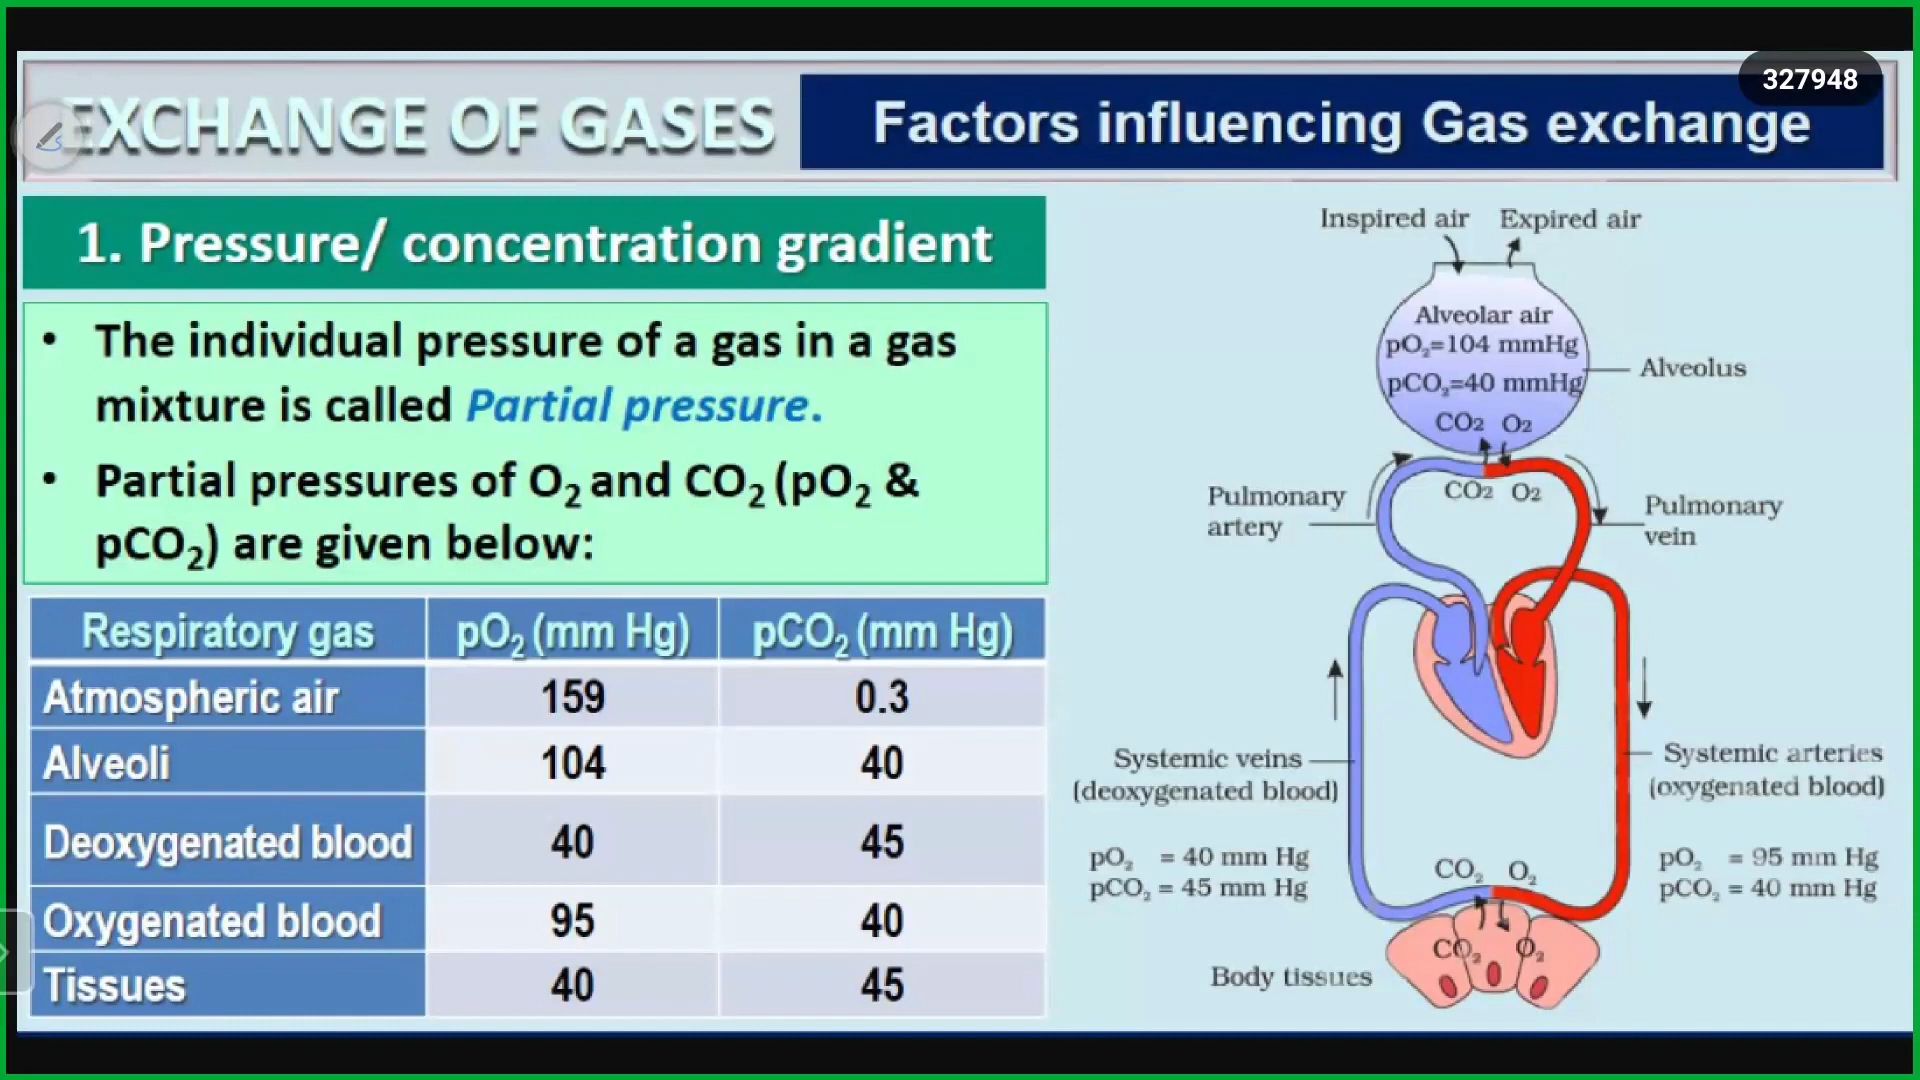 327948
EXCHANGE OF GASES
Factors influencing Gas exchange
1. Pressure/ concentration gradient
• The individual pressure of a gas in a gas
mixture is called Partial pressure.
• Partial pressures of O₂ and CO₂ (pO₂ &
pCO₂) are given below:
Respiratory gas pO₂ (mm Hg) pCO₂ (mm Hg)
Atmospheric air 159 0.3
Alveoli 104 40
Deoxygenated blood 40 45
Oxygenated blood 95 40
Tissues 40 45
Inspired air Expired air
Alveolar air
pO₂=104 mmHg
pCO₂=40 mmHg
Alveolus
CO2 O2
CO2 O2
Pulmonary
artery
Pulmonary
vein
Systemic veins
(deoxygenated blood)
Systemic arteries
(oxygenated blood)
pO₂ = 40 mm Hg
pCO₂ = 45 mm Hg
pO₂ = 95 mm Hg
pCO₂ = 40 mm Hg
CO₂ O₂
CO₂ O₂
Body tissues